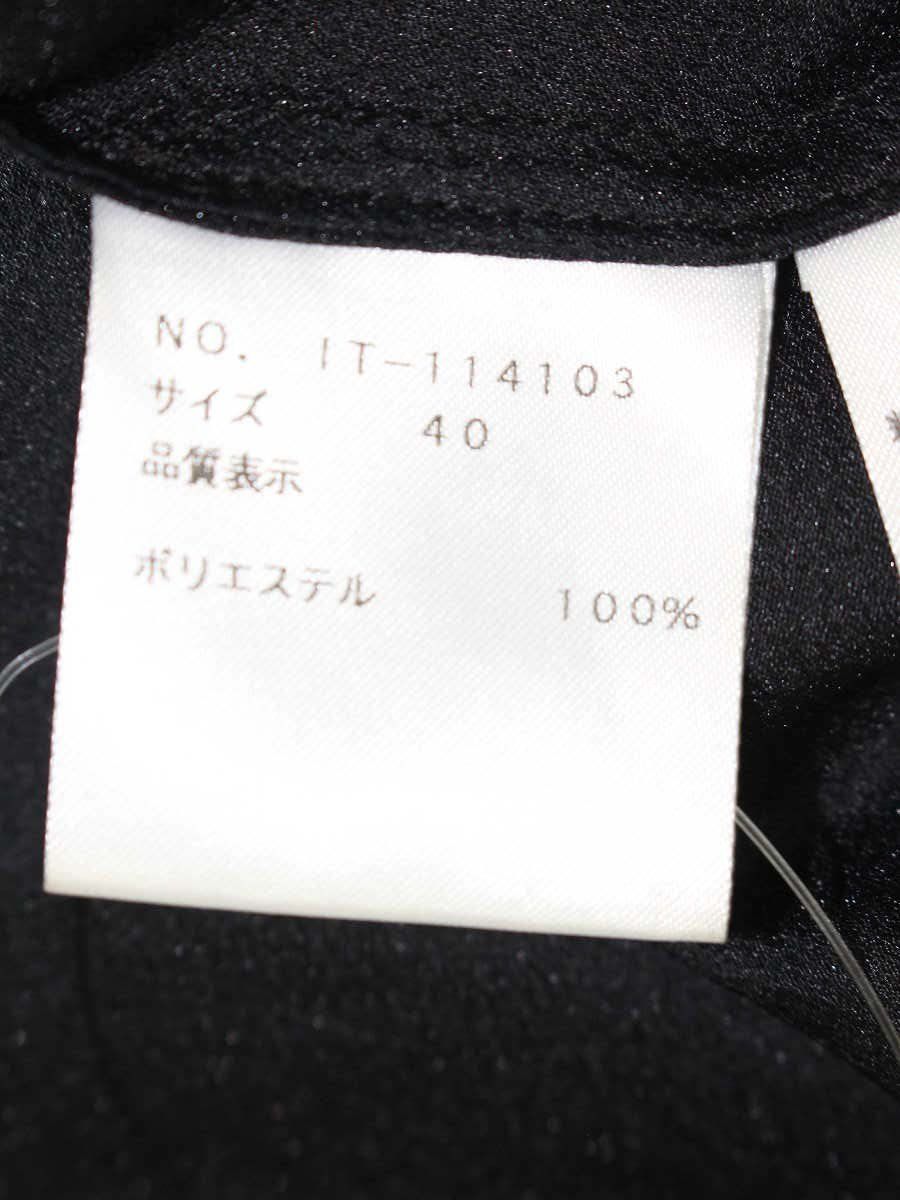 NO. IT-114103
サイズ 40
品質表示
ポリエステル 100%